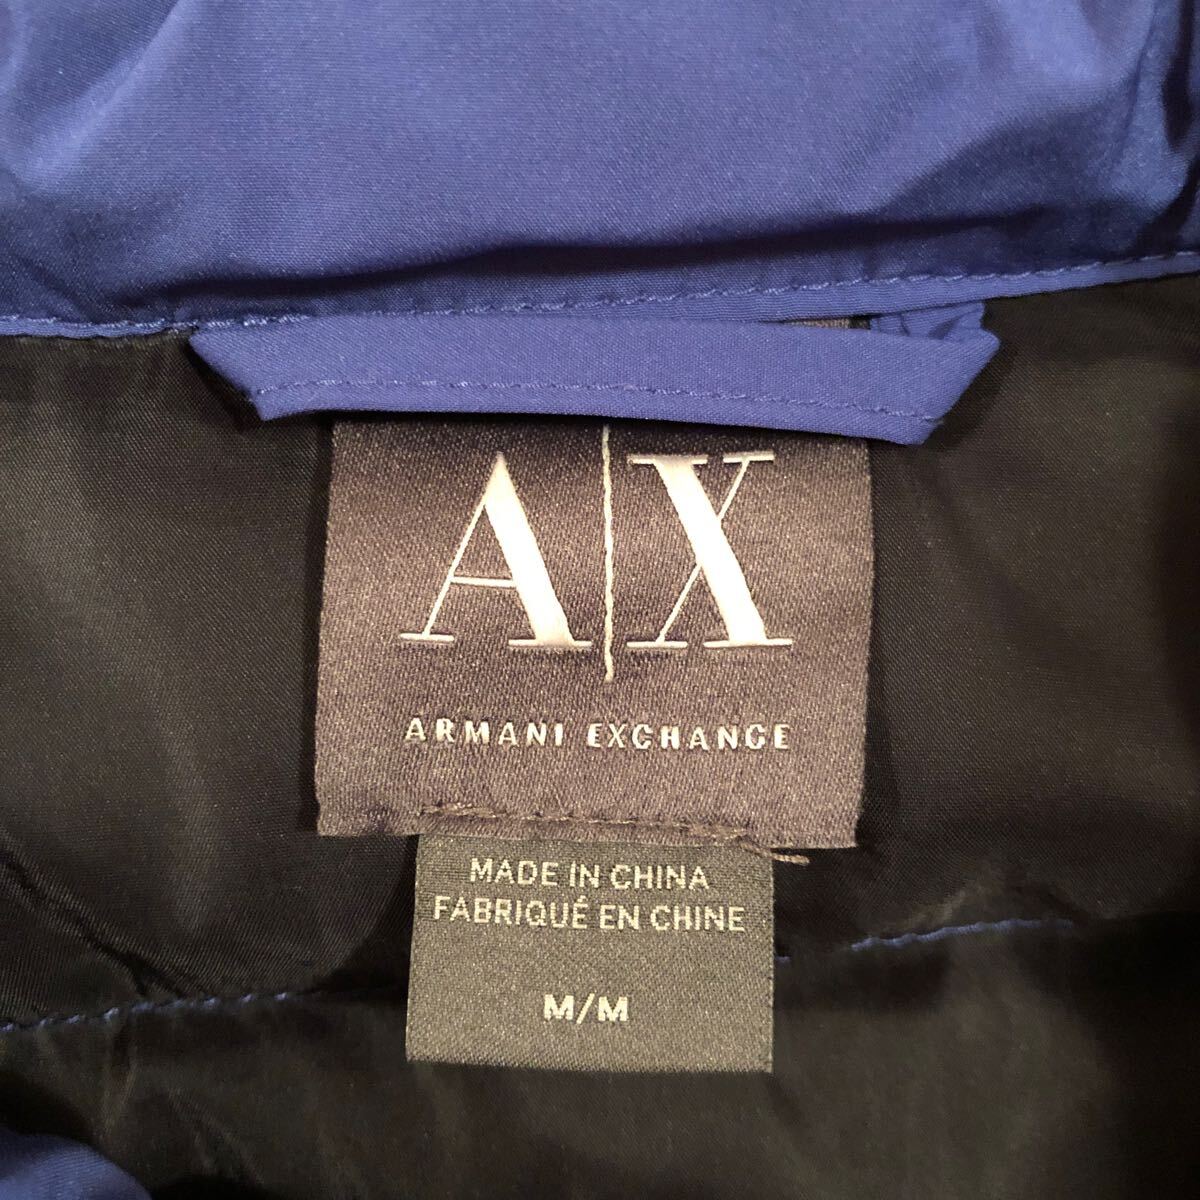 A|X
ARMANI EXCHANGE
MADE IN CHINA
FABRIQUÉ EN CHINE
M/M